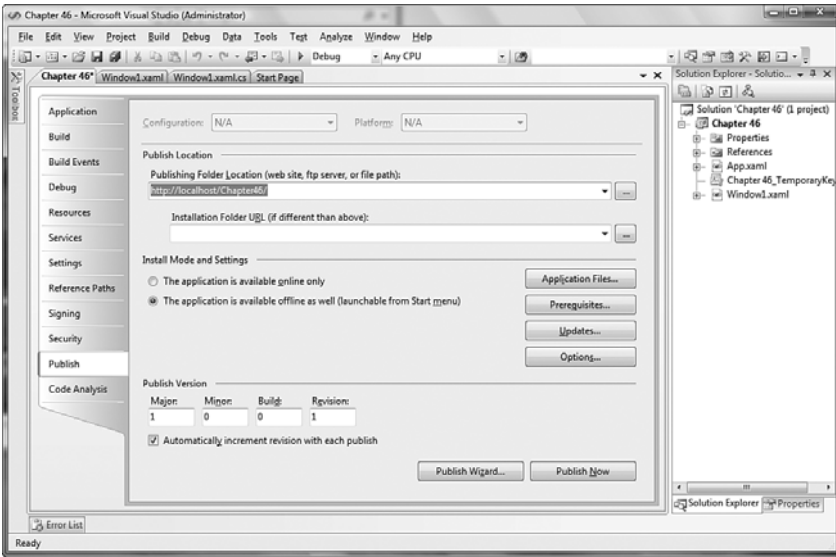 Chapter 46 - Microsoft Visual Studio (Administrator)
File Edit View Project Build Debug Data Tools Test Analyze Window Help
Debug Any CPU
Toolbox
Chapter 46* Window1.xaml Window1.xaml.cs Start Page
Application
Build
Build Events
Debug
Resources
Services
Settings
Reference Paths
Signing
Security
Publish
Code Analysis
Configuration: N/A Platform: N/A
Publish Location
Publishing Folder Location (web site, ftp server, or file path):
http://localhost/Chapter46/
...
Installation Folder URL (if different than above):
...
Install Mode and Settings
The application is available online only
The application is available offline as well (launchable from Start menu)
Application Files...
Prerequisites...
Updates...
Options...
Publish Version
Major: Minor: Build: Revision:
1 0 0 1
Automatically increment revision with each publish
Publish Wizard... Publish Now
Solution Explorer - Solutio...
Solution 'Chapter 46' (1 project)
Chapter 46
Properties
References
App.xaml
Chapter 46_TemporaryKey
Window1.xaml
Solution Explorer Properties
Error List
Ready